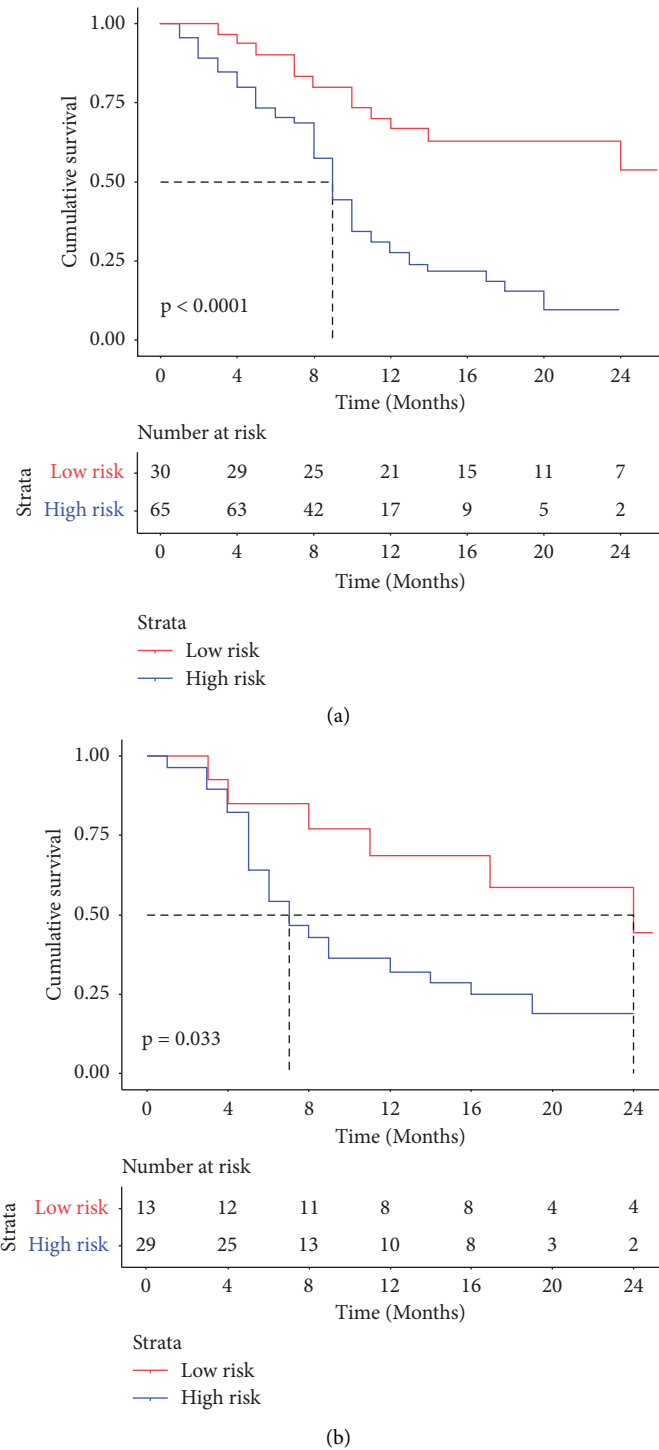 1.00
0.75
0.50
0.25
0.00
Cumulative survival
p < 0.0001
0 4 8 12 16 20 24
Time (Months)
Number at risk
Strata
Low risk 30 29 25 21 15 11 7
High risk 65 63 42 17 9 5 2
0 4 8 12 16 20 24
Time (Months)
Strata
Low risk
High risk
(a)
1.00
0.75
0.50
0.25
0.00
Cumulative survival
p = 0.033
0 4 8 12 16 20 24
Time (Months)
Number at risk
Strata
Low risk 13 12 11 8 8 4 4
High risk 29 25 13 10 8 3 2
0 4 8 12 16 20 24
Time (Months)
Strata
Low risk
High risk
(b)